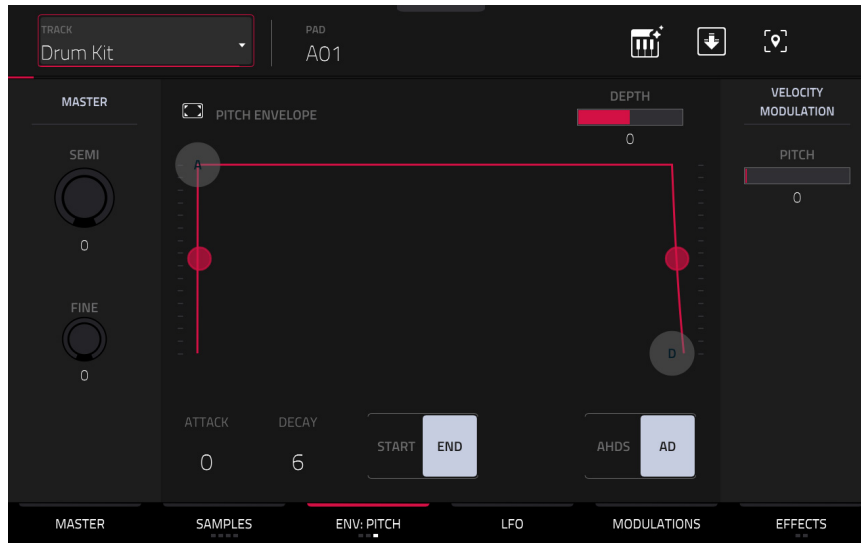 TRACK
Drum Kit
PAD
A01
MASTER
PITCH ENVELOPE
DEPTH
0
VELOCITY
MODULATION
SEMI
0
A
PITCH
0
FINE
0
D
ATTACK
0
DECAY
6
START
END
AHDS
AD
MASTER
SAMPLES
ENV: PITCH
LFO
MODULATIONS
EFFECTS